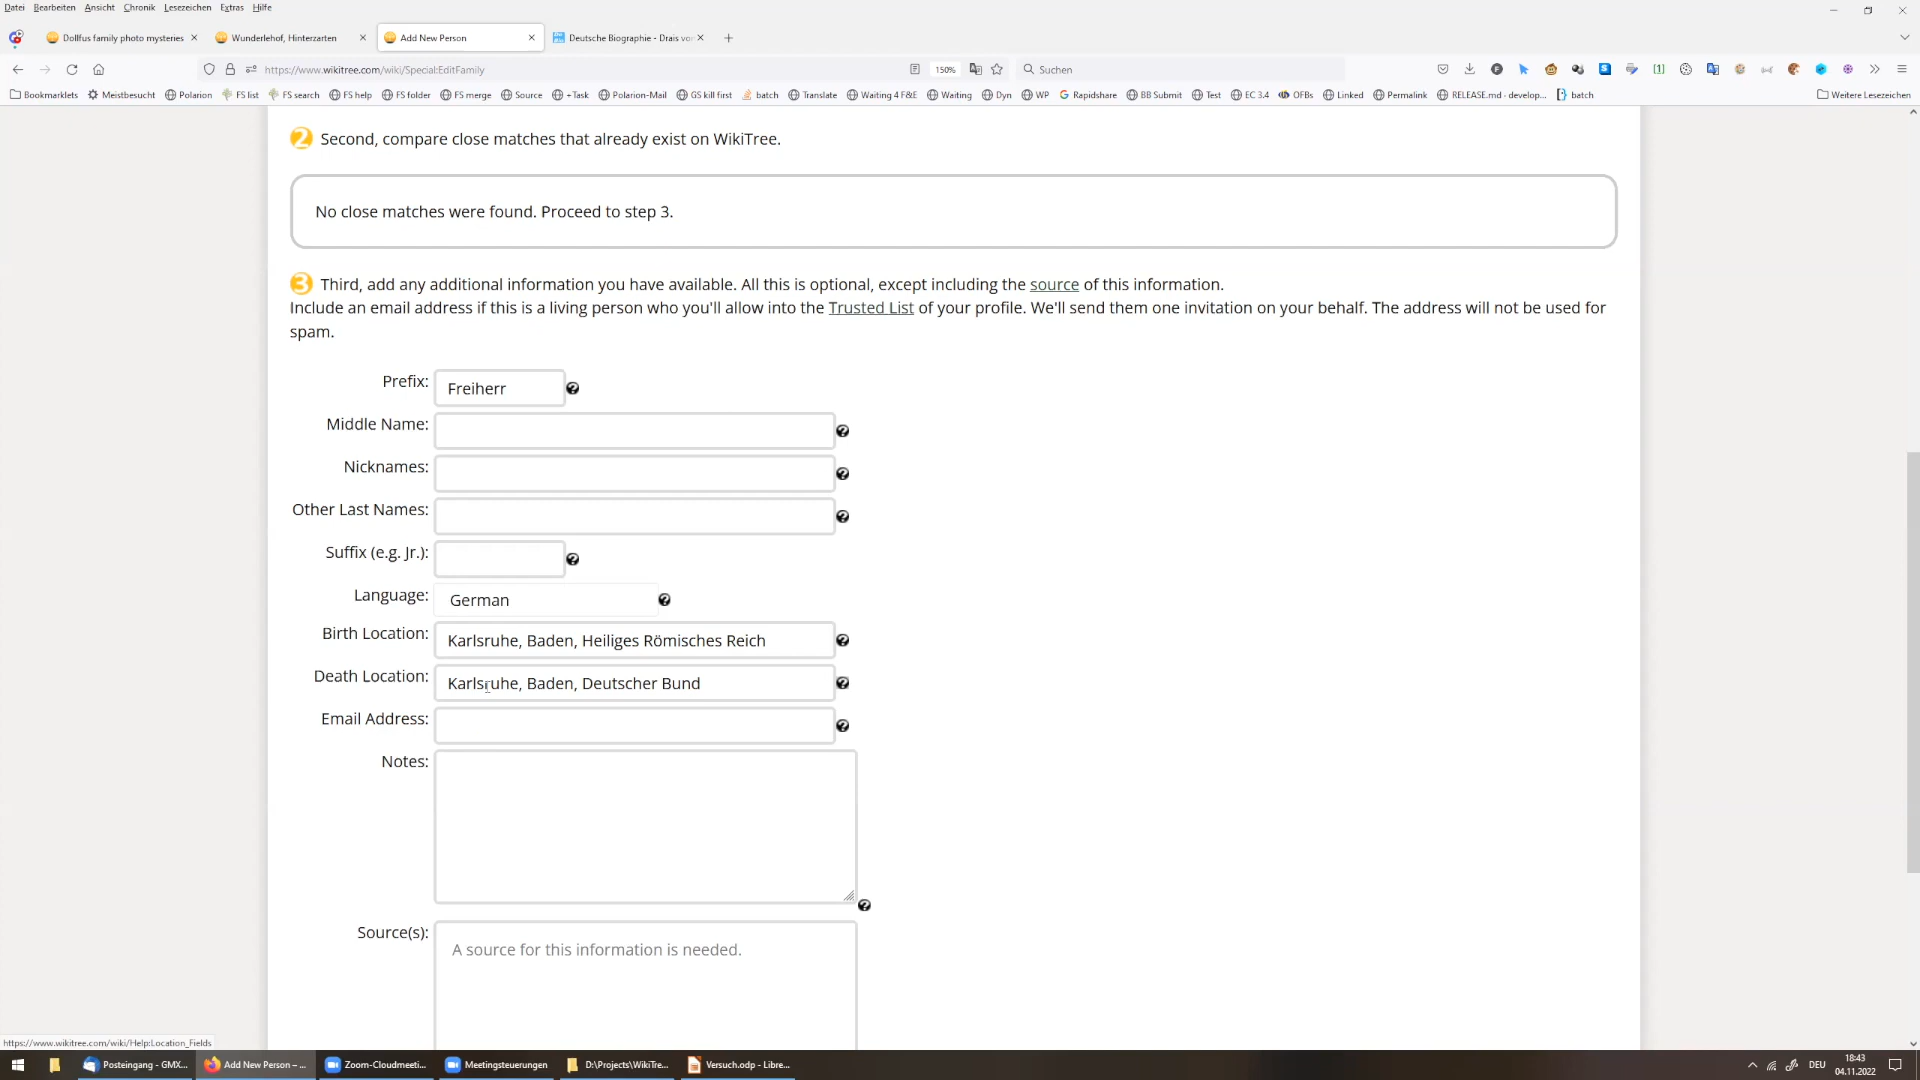 Datei Bearbeiten Ansicht Chronik Lesezeichen Extras Hilfe
Dollfus family photo mysteries
Wunderlehof, Hinterzarten
Add New Person
Deutsche Biographie - Drais vor
https://www.wikitree.com/wiki/Special:EditFamily
150%
Suchen
Bookmarklets Meistbesucht Polarion FS list FS search FS help FS folder FS merge Source +Task Polarion-Mail GS kill first batch Translate Waiting 4 F&E Waiting Dyn WP Rapidshare BB Submit Test EC 3.4 OFBs Linked Permalink RELEASE.md - develop... batch Weitere Lesezeichen
2 Second, compare close matches that already exist on WikiTree.
No close matches were found. Proceed to step 3.
3 Third, add any additional information you have available. All this is optional, except including the source of this information.
Include an email address if this is a living person who you'll allow into the Trusted List of your profile. We'll send them one invitation on your behalf. The address will not be used for
spam.
Prefix: Freiherr
Middle Name:
Nicknames:
Other Last Names:
Suffix (e.g. Jr.):
Language: German
Birth Location: Karlsruhe, Baden, Heiliges Römisches Reich
Death Location: Karlsruhe, Baden, Deutscher Bund
Email Address:
Notes:
Source(s): A source for this information is needed.
https://www.wikitree.com/wiki/Help:Location_Fields
Posteingang - GMX... Add New Person – ... Zoom-Cloudmeeti... Meetingsteuerungen D:\Projects\WikiTre... Versuch.odp - Libre...
DEU
18:43
04.11.2022